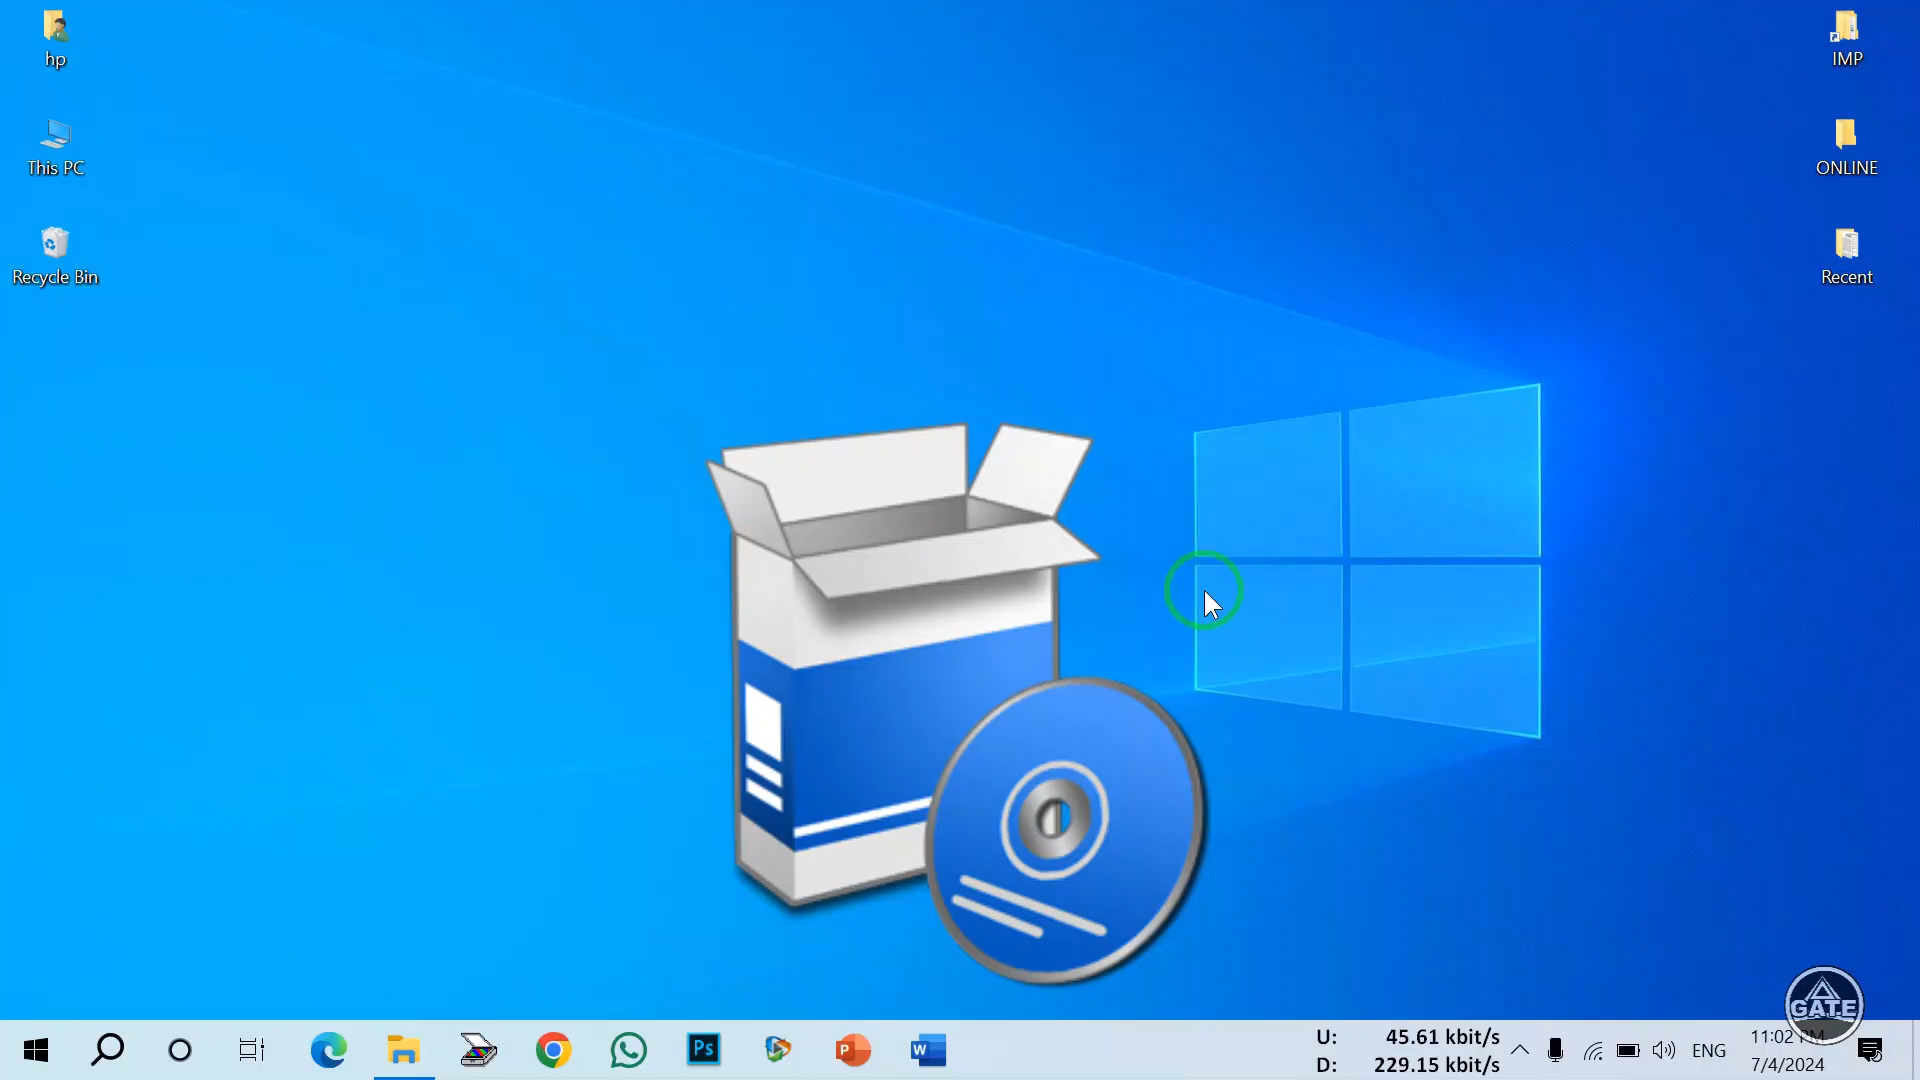 hp
This PC
Recycle Bin
IMP
ONLINE
Recent
GATE
Ps
P
W
U: 45.61 kbit/s
D: 229.15 kbit/s
ENG
11:02 PM
7/4/2024